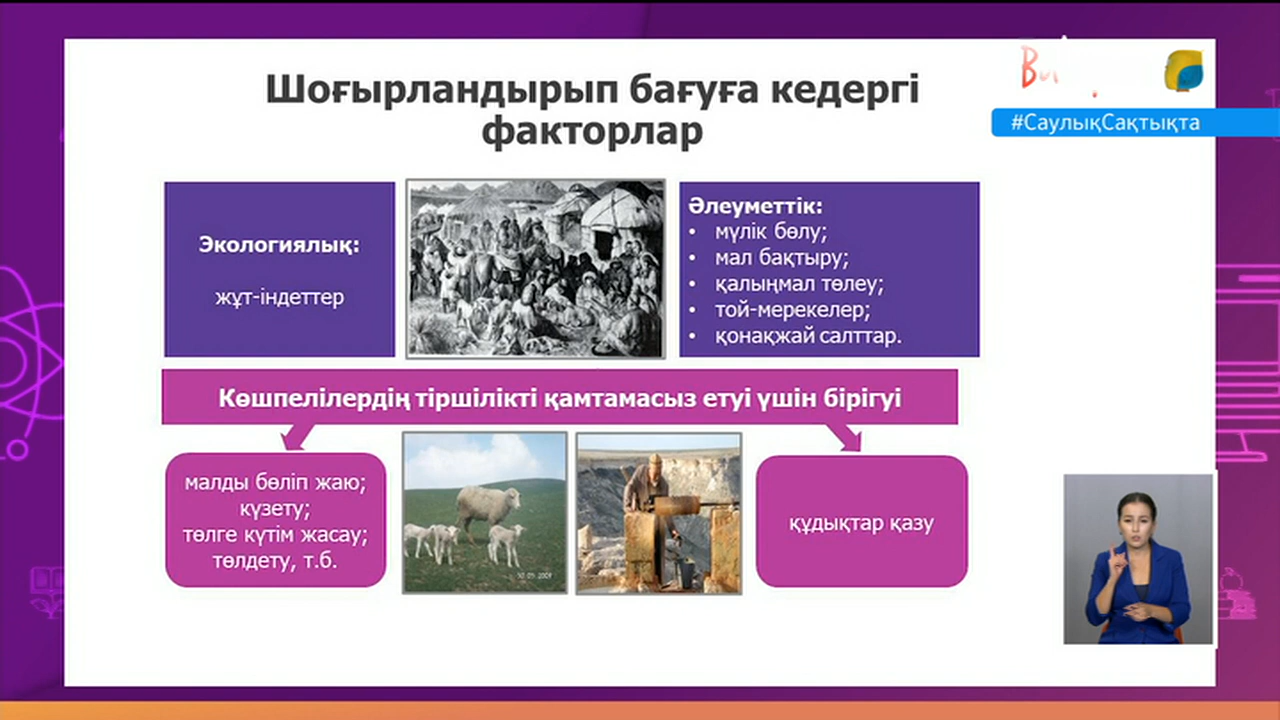 Шоғырландырып бағуға кедергі
факторлар
#СаулықСақтықта
Экологиялық:
жұт-індеттер
Әлеуметтік:
• мүлік бөлу;
• мал бақтыру;
• қалыңмал төлеу;
• той-мерекелер;
• қонақжай салттар.
Көшпелілердің тіршілікті қамтамасыз етуі үшін бірігуі
малды бөліп жаю;
күзету;
төлге күтім жасау;
төлдету, т.б.
құдықтар қазу